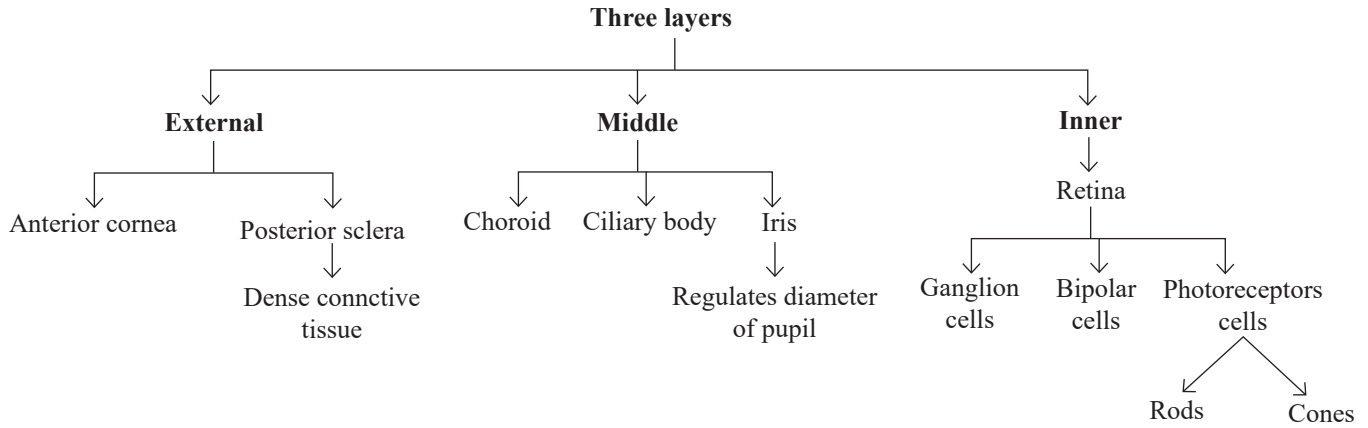 Three layers
External
Middle
Inner
Anterior cornea
Posterior sclera
Dense connctive
tissue
Choroid
Ciliary body
Iris
Regulates diameter
of pupil
Retina
Ganglion
cells
Bipolar
cells
Photoreceptors
cells
Rods
Cones